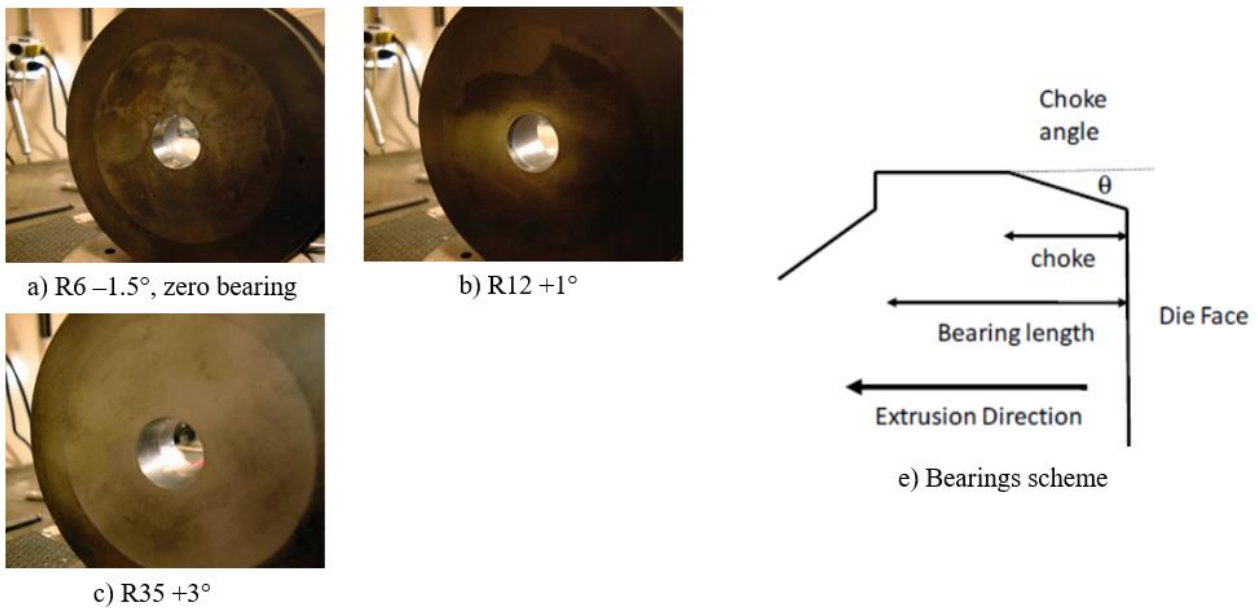 a) R6 –1.5°, zero bearing
b) R12 +1°
c) R35 +3°
Choke
angle
θ
choke
Bearing length
Die Face
Extrusion Direction
e) Bearings scheme